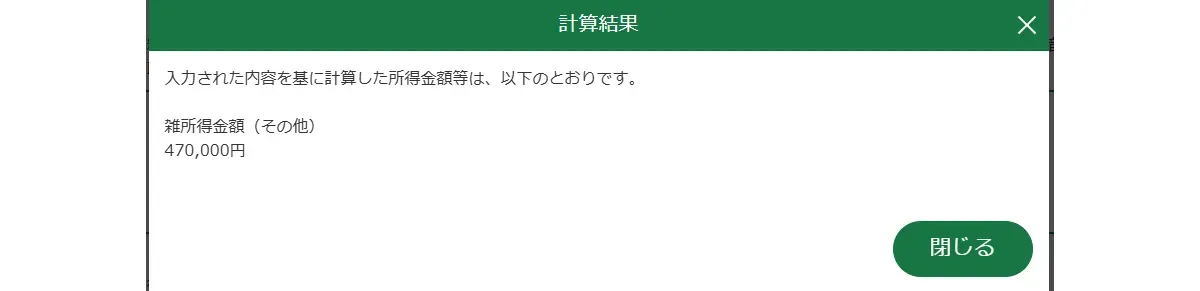 計算結果
入力された内容を基に計算した所得金額等は、以下のとおりです。
雑所得金額（その他）
470,000円
閉じる